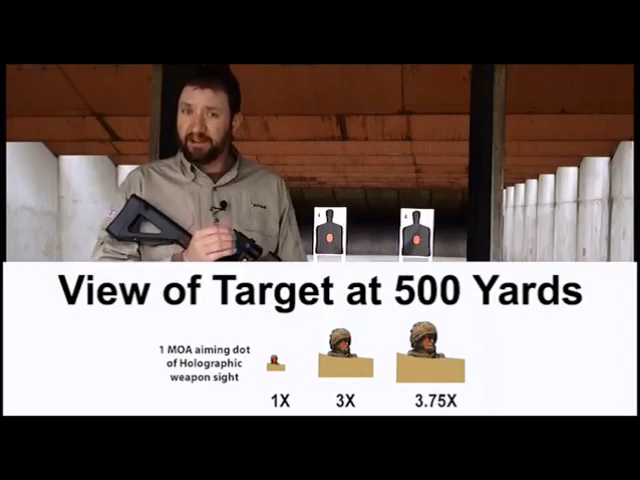 View of Target at 500 Yards
1 MOA aiming dot
of Holographic
weapon sight
1X
3X
3.75X